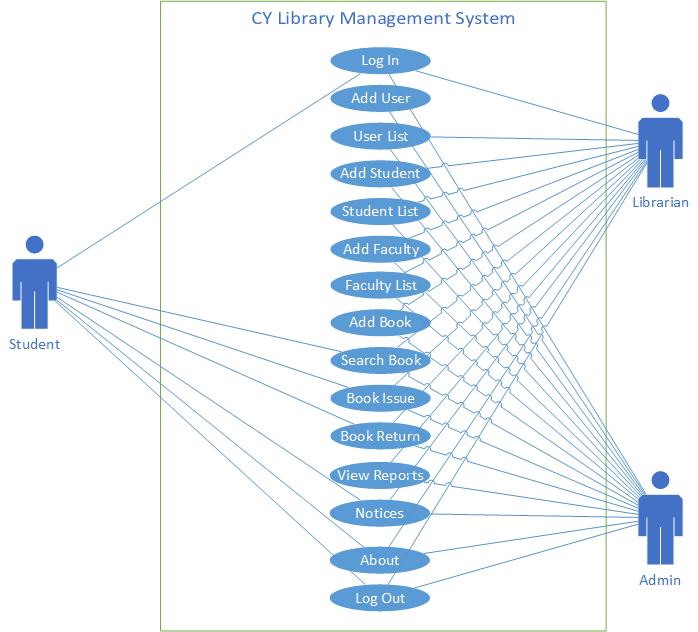 CY Library Management System
Log In
Add User
User List
Add Student
Student List
Add Faculty
Faculty List
Add Book
Search Book
Book Issue
Book Return
View Reports
Notices
About
Log Out
Librarian
Student
Admin